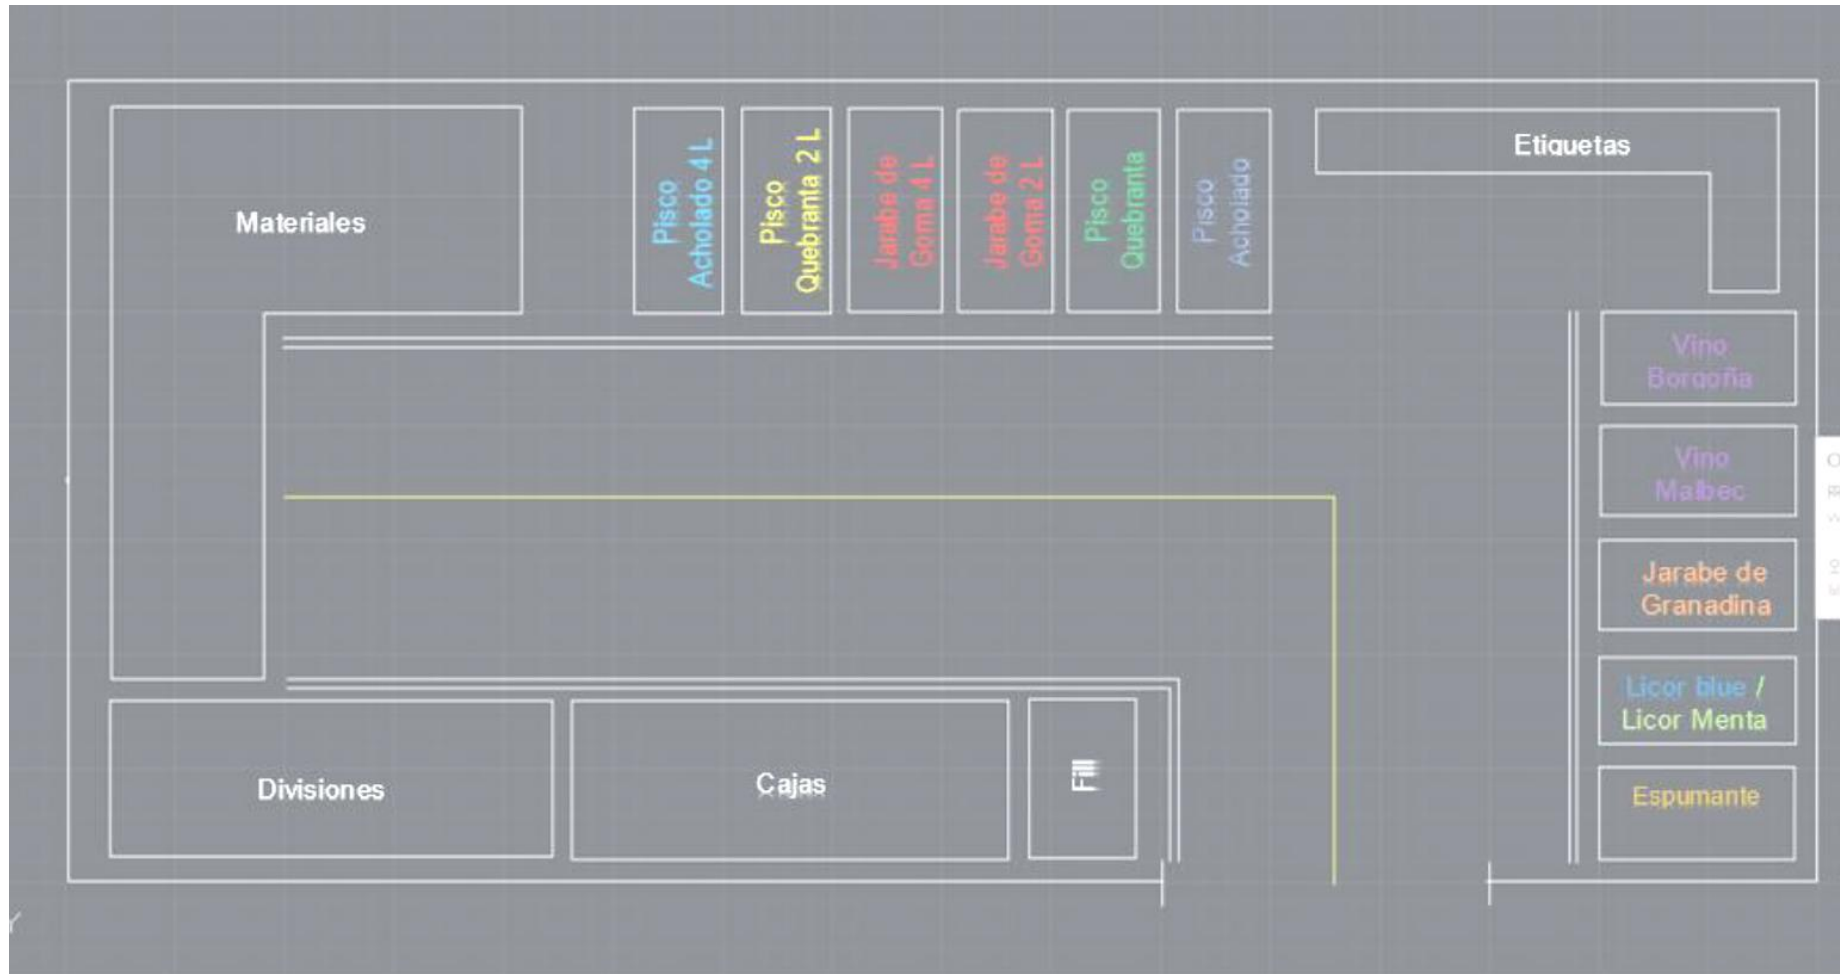 Materiales
Pisco
Acholado 4 L
Pisco
Quebranta 2 L
Jarabe de
Goma 4 L
Jarabe de
Goma 2 L
Pisco
Quebranta
Pisco
Acholado
Etiquetas
Vino
Borgoña
Vino
Malbec
Jarabe de
Granadina
Licor blue /
Licor Menta
Espumante
Divisiones
Cajas
Fill
Y